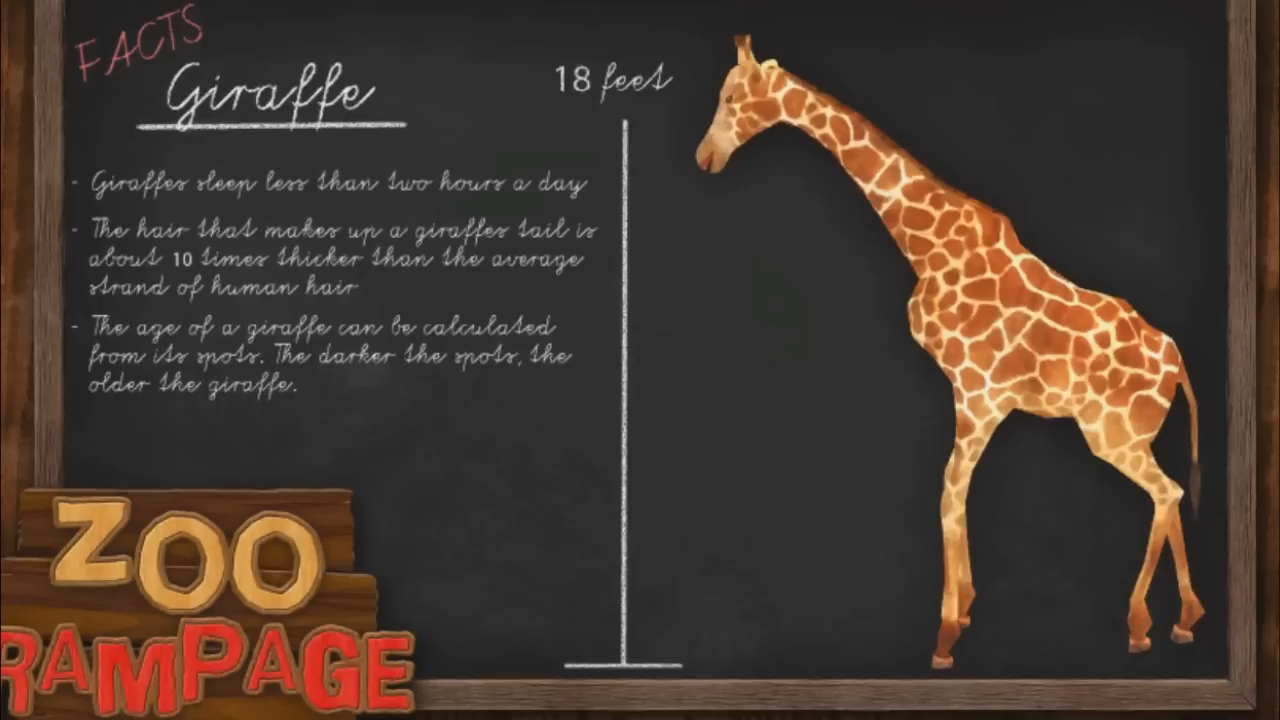 FACTS
Giraffe
18 feet
- Giraffes sleep less than two hours a day
- The hair that makes up a giraffes tail is
about 10 times thicker than the average
strand of human hair
- The age of a giraffe can be calculated
from its spots. The darker the spots, the
older the giraffe.
ZOO
RAMPAGE